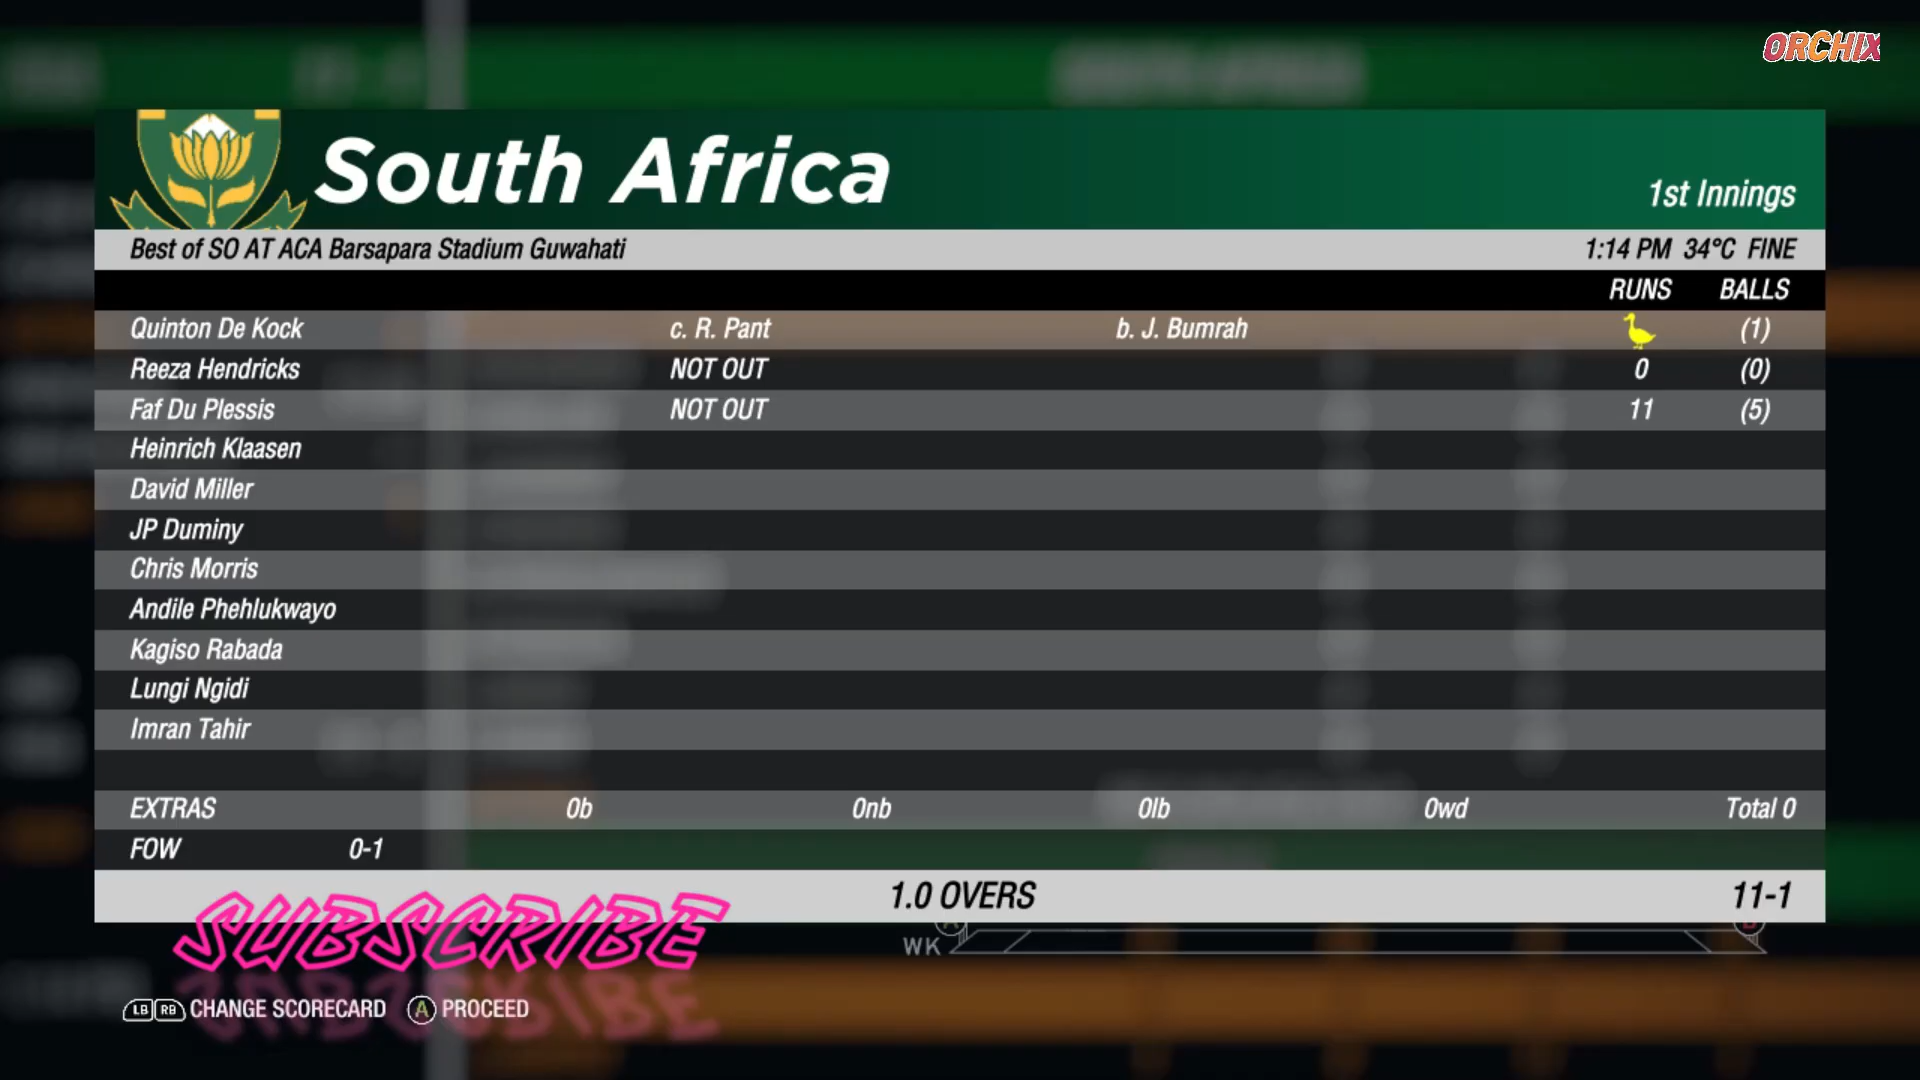 ORCHIX
South Africa
1st Innings
Best of SO AT ACA Barsapara Stadium Guwahati 1:14 PM 34°C FINE
RUNS BALLS
Quinton De Kock c. R. Pant b. J. Bumrah (1)
Reeza Hendricks NOT OUT 0 (0)
Faf Du Plessis NOT OUT 11 (5)
Heinrich Klaasen
David Miller
JP Duminy
Chris Morris
Andile Phehlukwayo
Kagiso Rabada
Lungi Ngidi
Imran Tahir
EXTRAS 0b 0nb 0lb 0wd Total 0
FOW 0-1
1.0 OVERS 11-1
SUBSCRIBE
WK
LB RB CHANGE SCORECARD A PROCEED